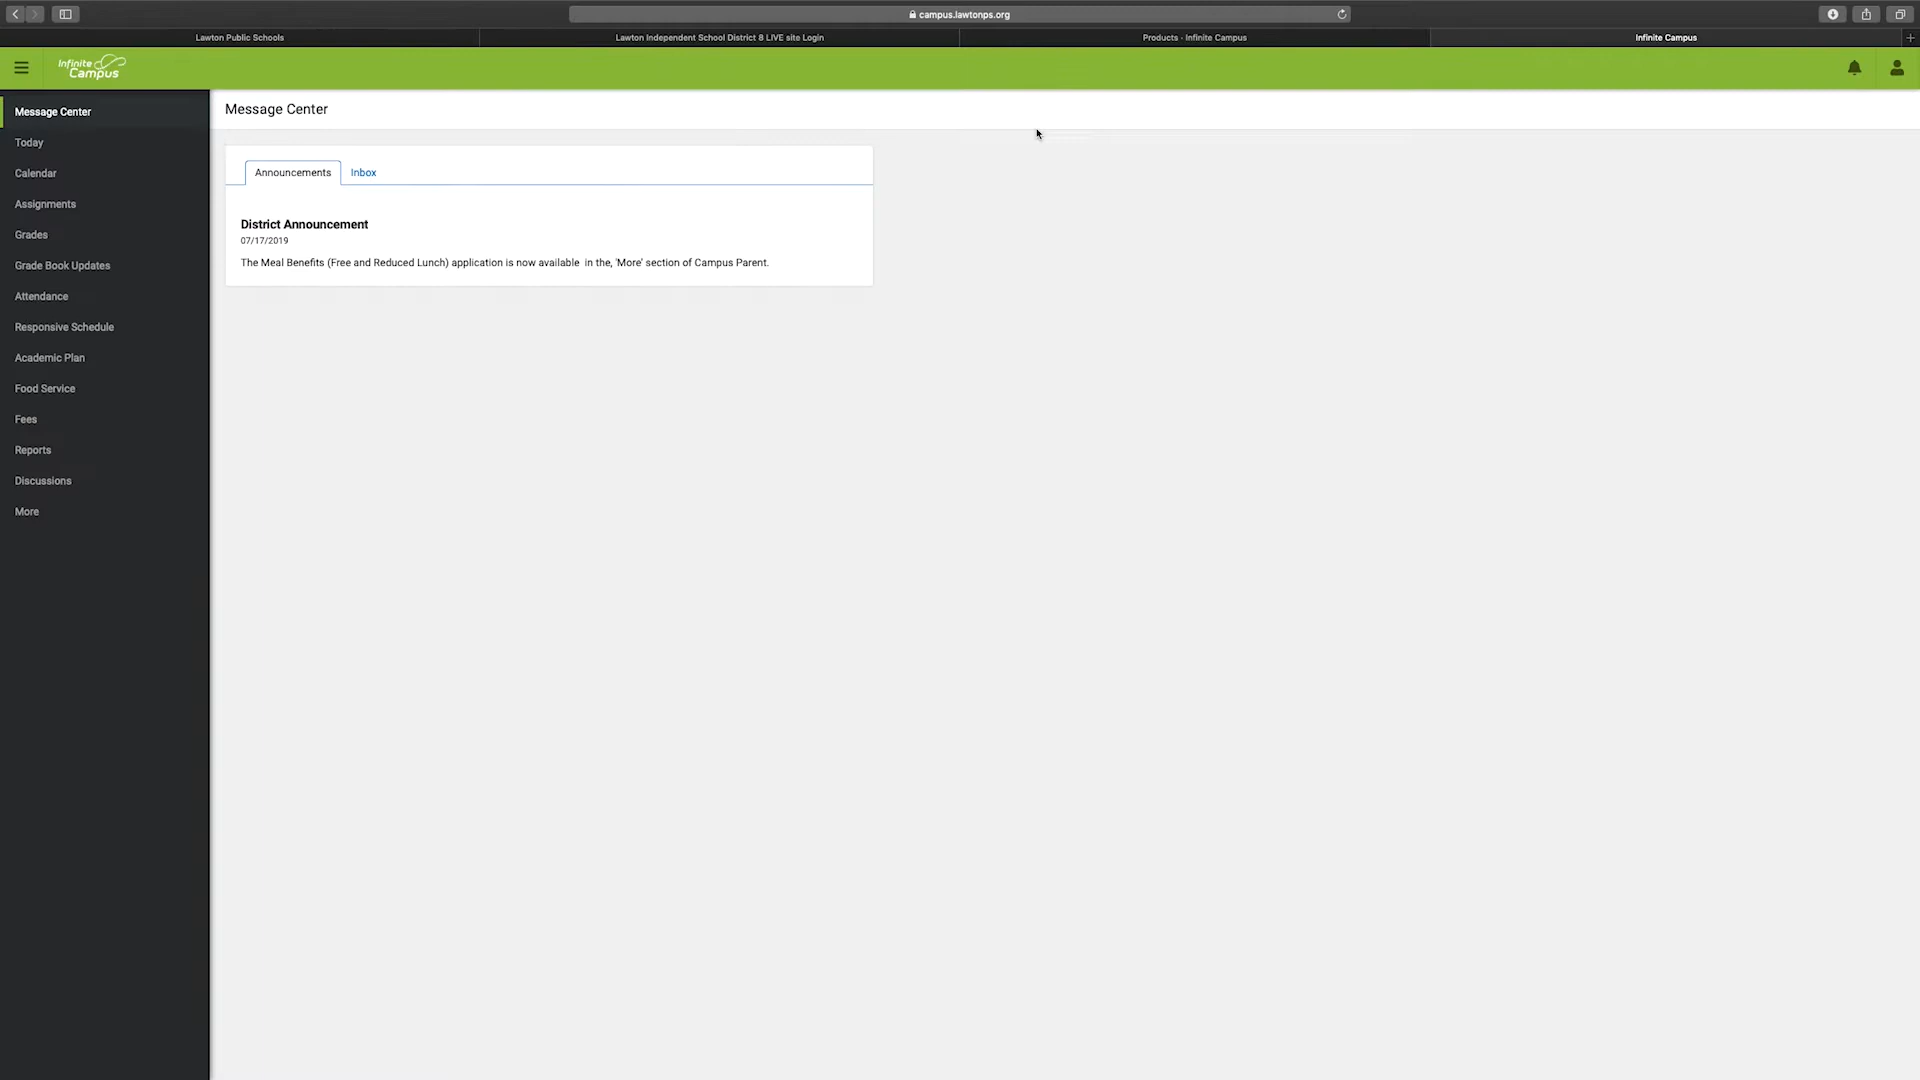 campus.lawtonps.org
Lawton Public Schools
Lawton Independent School District 8 LIVE site Login
Products - Infinite Campus
Infinite Campus
Infinite Campus
Message Center
Today
Calendar
Assignments
Grades
Grade Book Updates
Attendance
Responsive Schedule
Academic Plan
Food Service
Fees
Reports
Discussions
More
Message Center
Announcements
Inbox
District Announcement
07/17/2019
The Meal Benefits (Free and Reduced Lunch) application is now available  in the, 'More' section of Campus Parent.